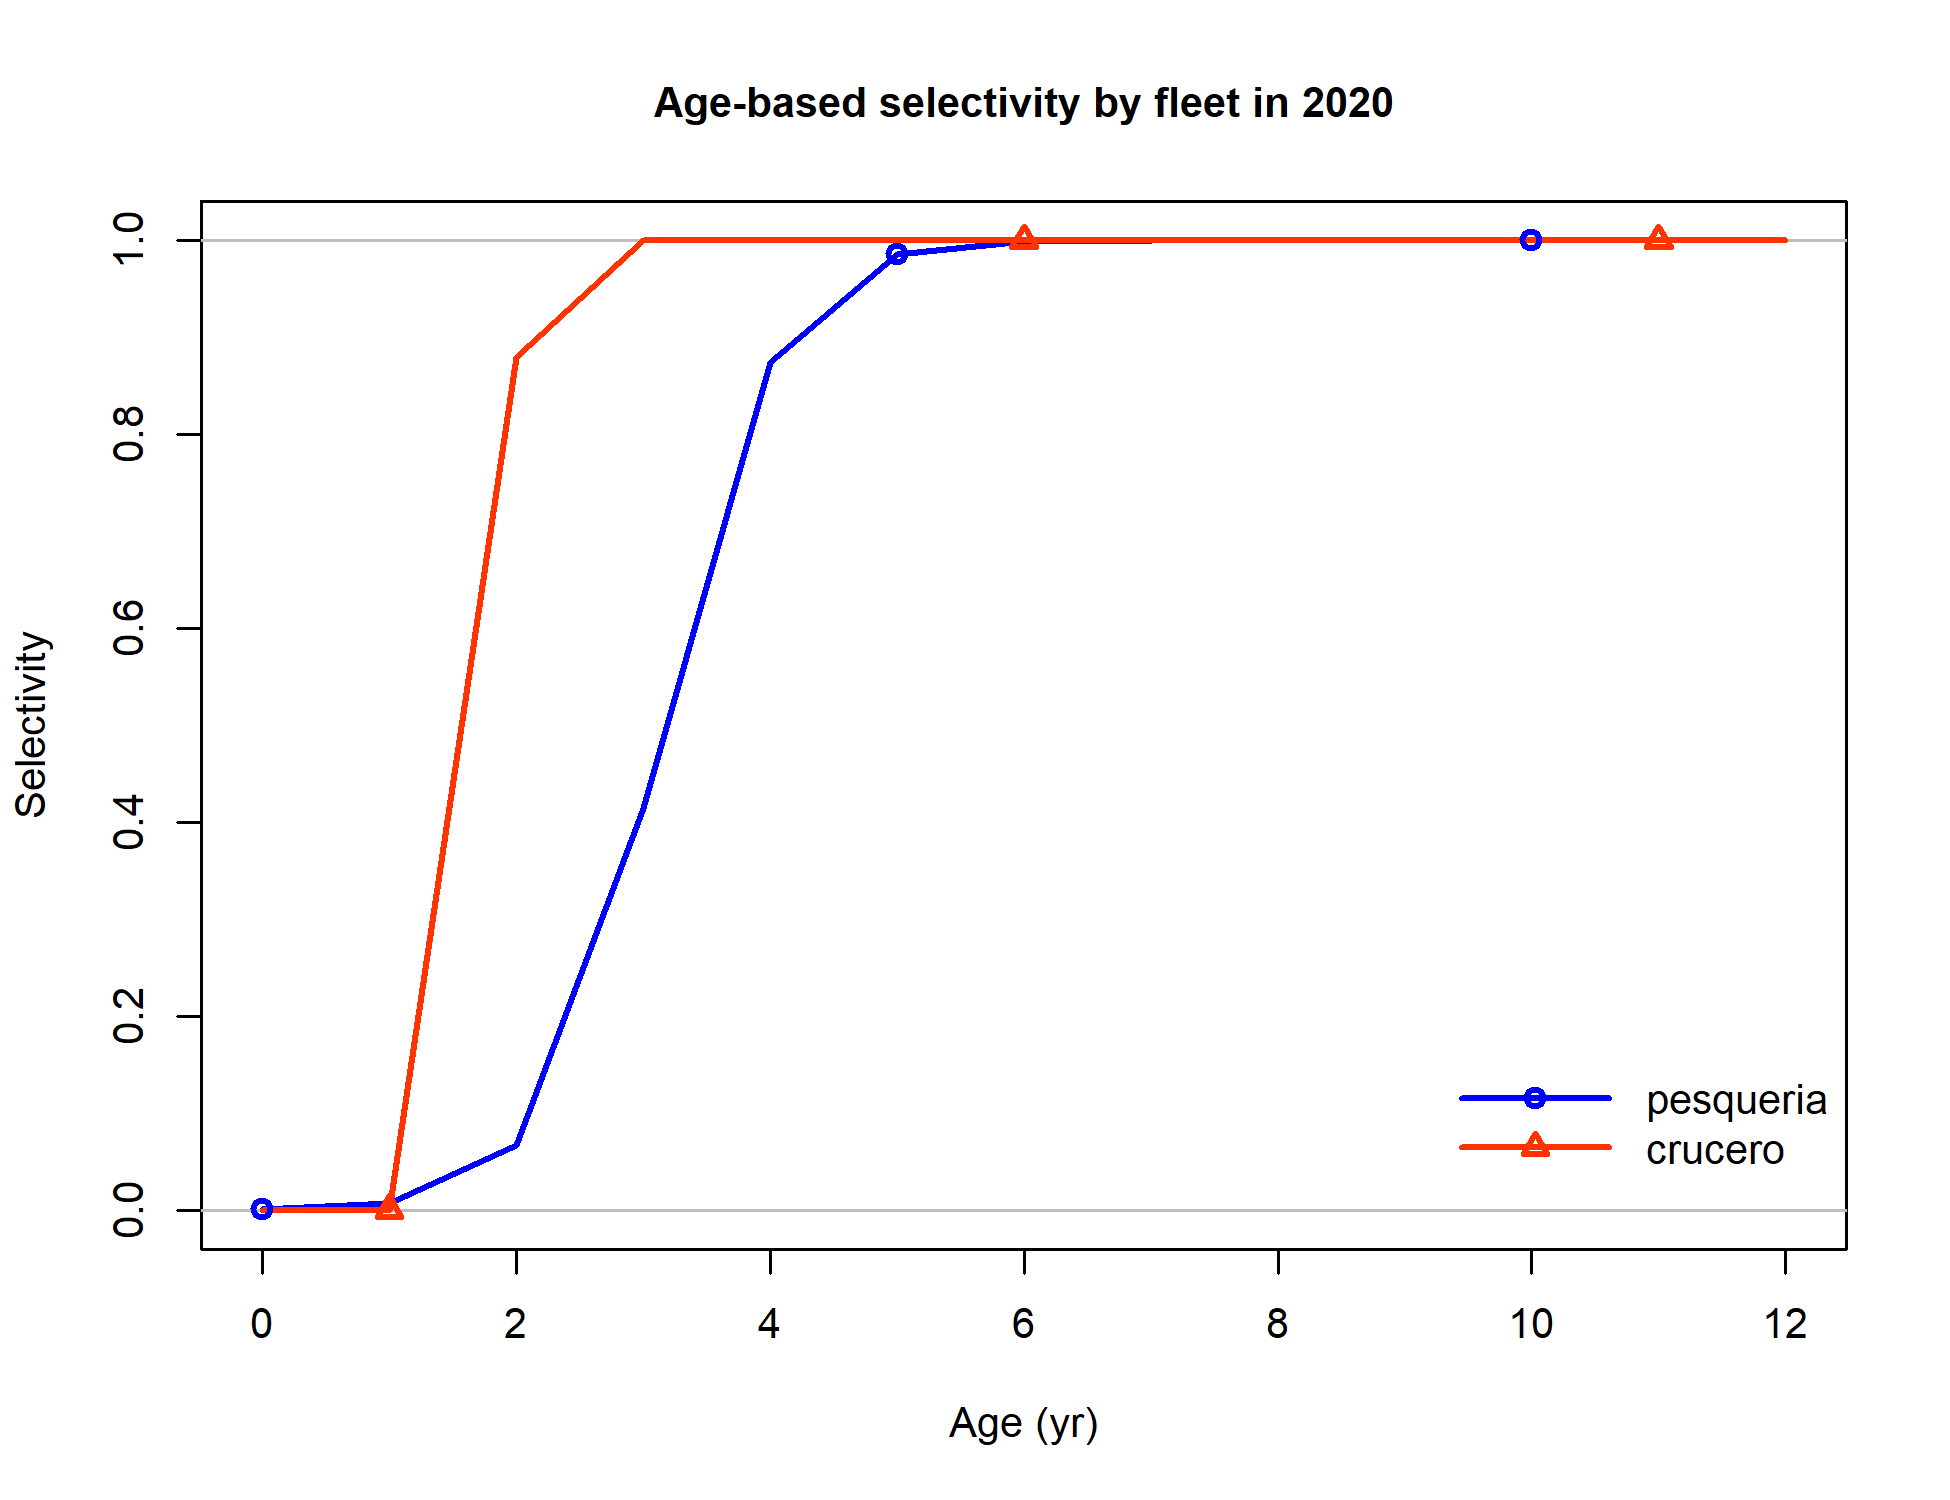 Age-based selectivity by fleet in 2020
Selectivity
1.0
0.8
0.6
0.4
0.2
0.0
pesqueria
crucero
0 2 4 6 8 10 12
Age (yr)